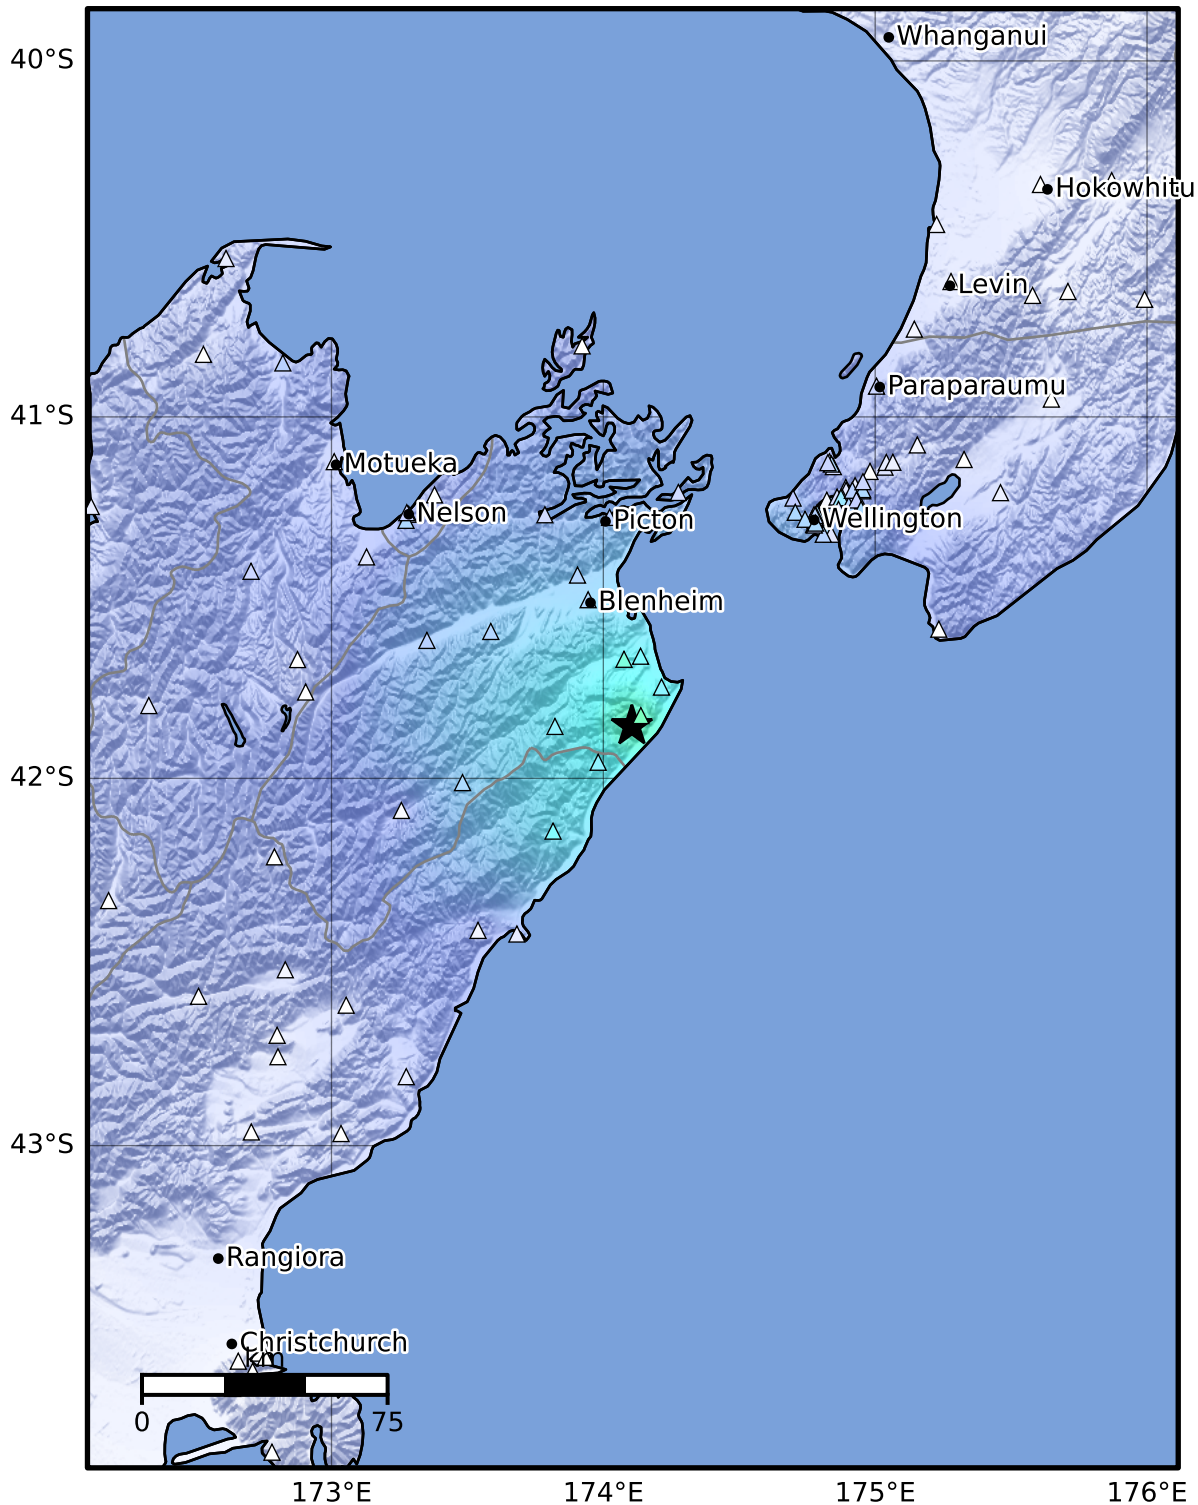 40°S
Whanganui
Hokowhitu
Levin
Paraparaumu
41°S
Motueka
Nelson
Picton
Wellington
Blenheim
42°S
43°S
Rangiora
Christchurch
km
0 75
173°E 174°E 175°E 176°E